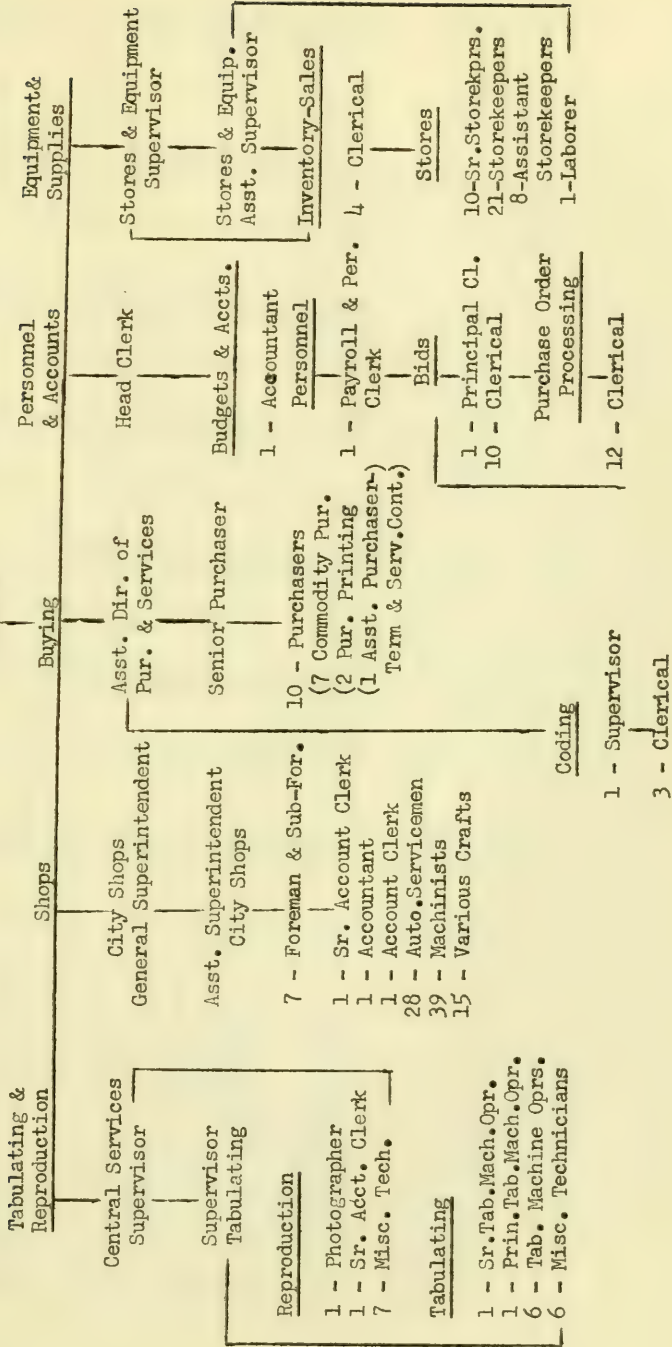 Tabulating &
Reproduction
Central Services
Supervisor
Supervisor
Tabulating
Reproduction
1 - Photographer
1 - Sr. Acct. Clerk
7 - Misc. Tech.
Tabulating
1 - Sr.Tab.Mach.Opr.
1 - Prin.Tab.Mach.Opr.
6 - Tab. Machine Oprs.
6 - Misc. Technicians
Shops
City Shops
General Superintendent
Asst. Superintendent
City Shops
7 - Foreman & Sub-For.
1 - Sr. Account Clerk
1 - Accountant
1 - Account Clerk
28 - Auto.Servicemen
39 - Machinists
15 - Various Crafts
Buying
Asst. Dir. of
Pur. & Services
Senior Purchaser
10 - Purchasers
(7 Commodity Pur.
(2 Pur. Printing
(1 Asst. Purchaser-)
Term & Serv.Cont.)
Coding
1 - Supervisor
3 - Clerical
Personnel
& Accounts
Head Clerk
Budgets & Accts.
1 - Accountant
Personnel
1 - Payroll & Per.
Clerk
Bids
1 - Principal Cl.
10 - Clerical
Purchase Order
Processing
12 - Clerical
Equipment&
Supplies
Stores & Equipment
Supervisor
Stores & Equip.
Asst. Supervisor
Inventory-Sales
4 - Clerical
Stores
10-Sr.Storekprs.
21-Storekeepers
8-Assistant
Storekeepers
1-Laborer